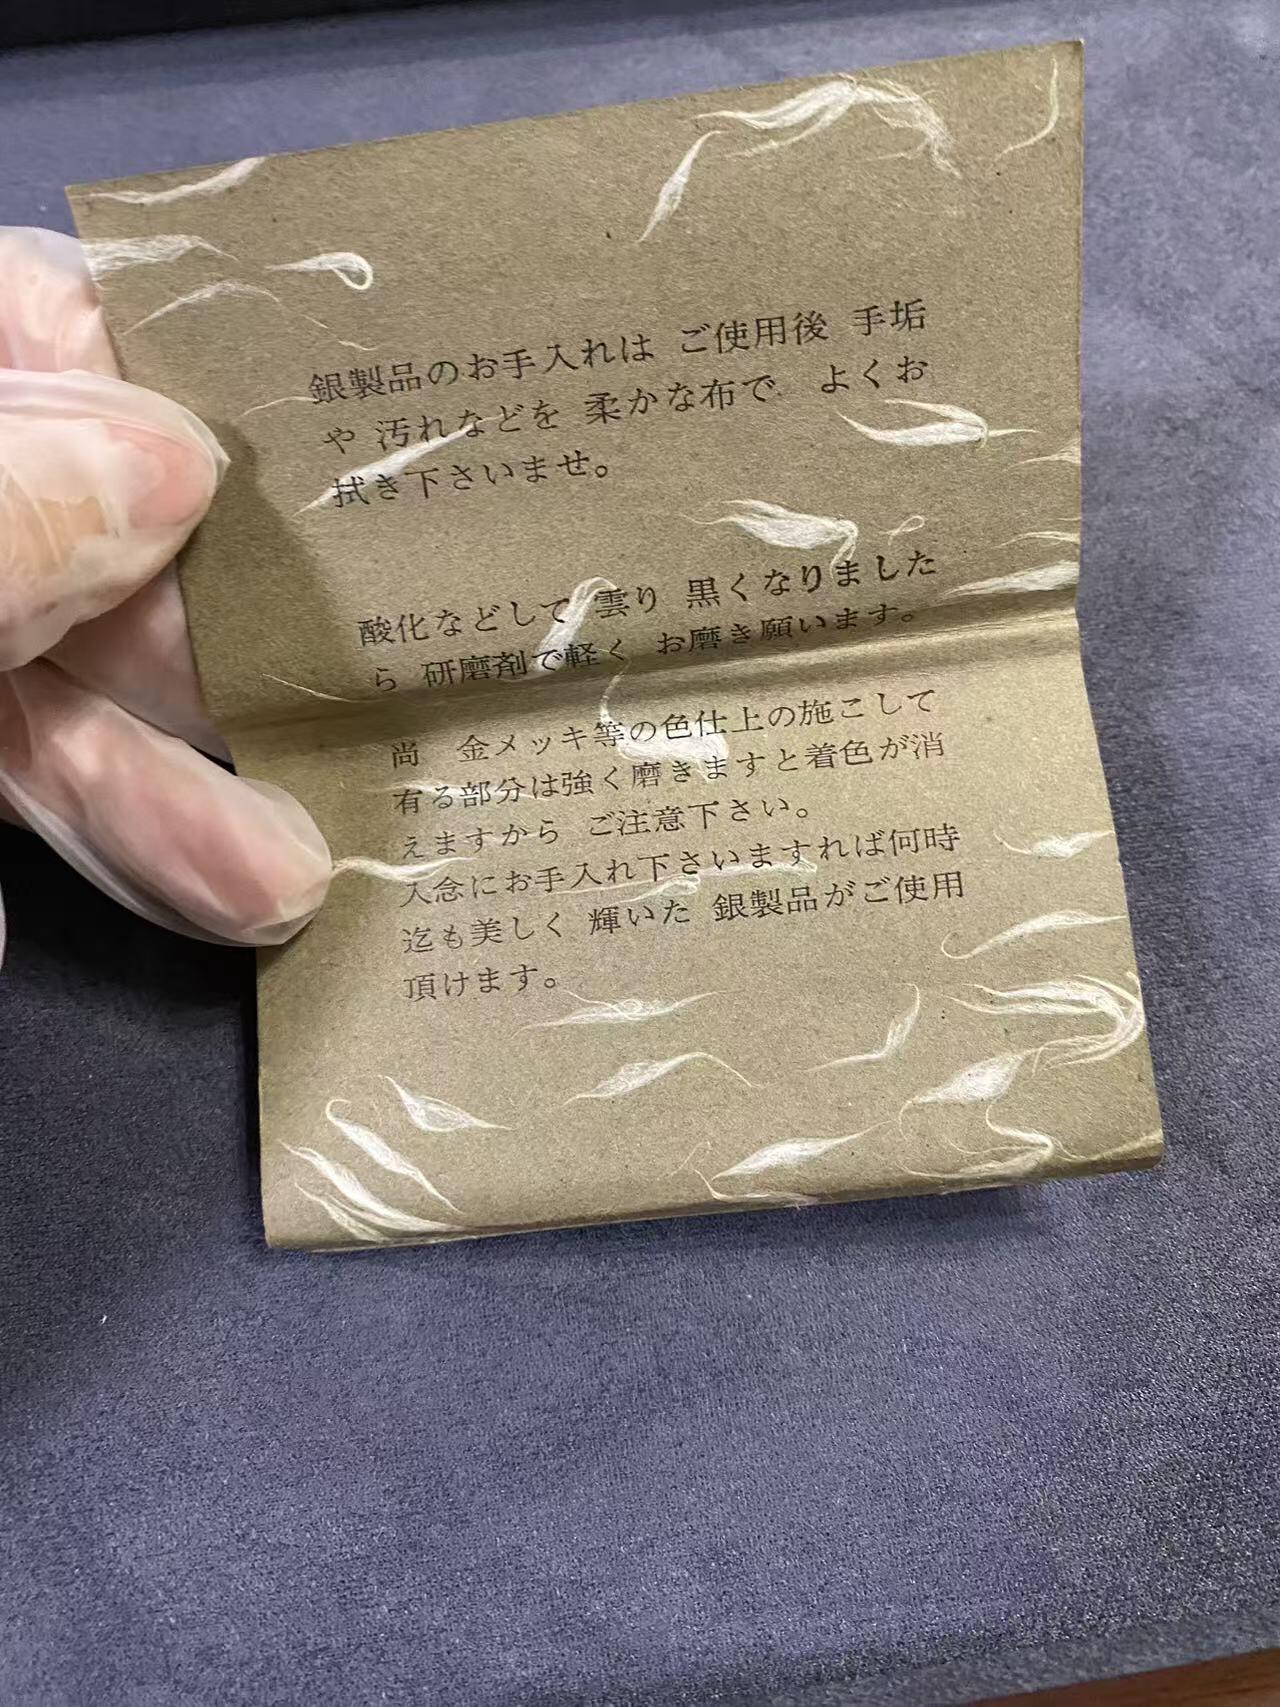 銀製品のお手入れは ご使用後 手垢
や 汚れなどを 柔かな布で よくお
拭き下さいませ。
酸化などして 雲り 黒くなりました
ら 研磨剤で軽く お磨き願います。
尚 金メッキ等の色仕上の施こして
有る部分は強く磨きますと着色が消
えますから ご注意下さい。
入念にお手入れ下さいますれば何時
迄も美しく 輝いた 銀製品がご使用
頂けます。